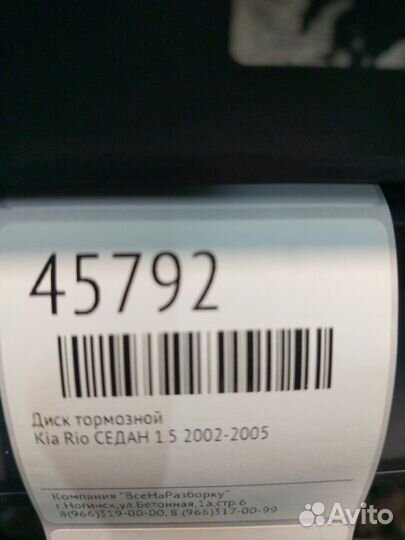 45792
Диск тормозной
Kia Rio СЕДАН 1.5 2002-2005
Компания "ВсеНаРазборку"
г.Ногинск,ул.Бетонная,1а,стр.6
8(966)319-00-00, 8 (966)317-00-99
Avito